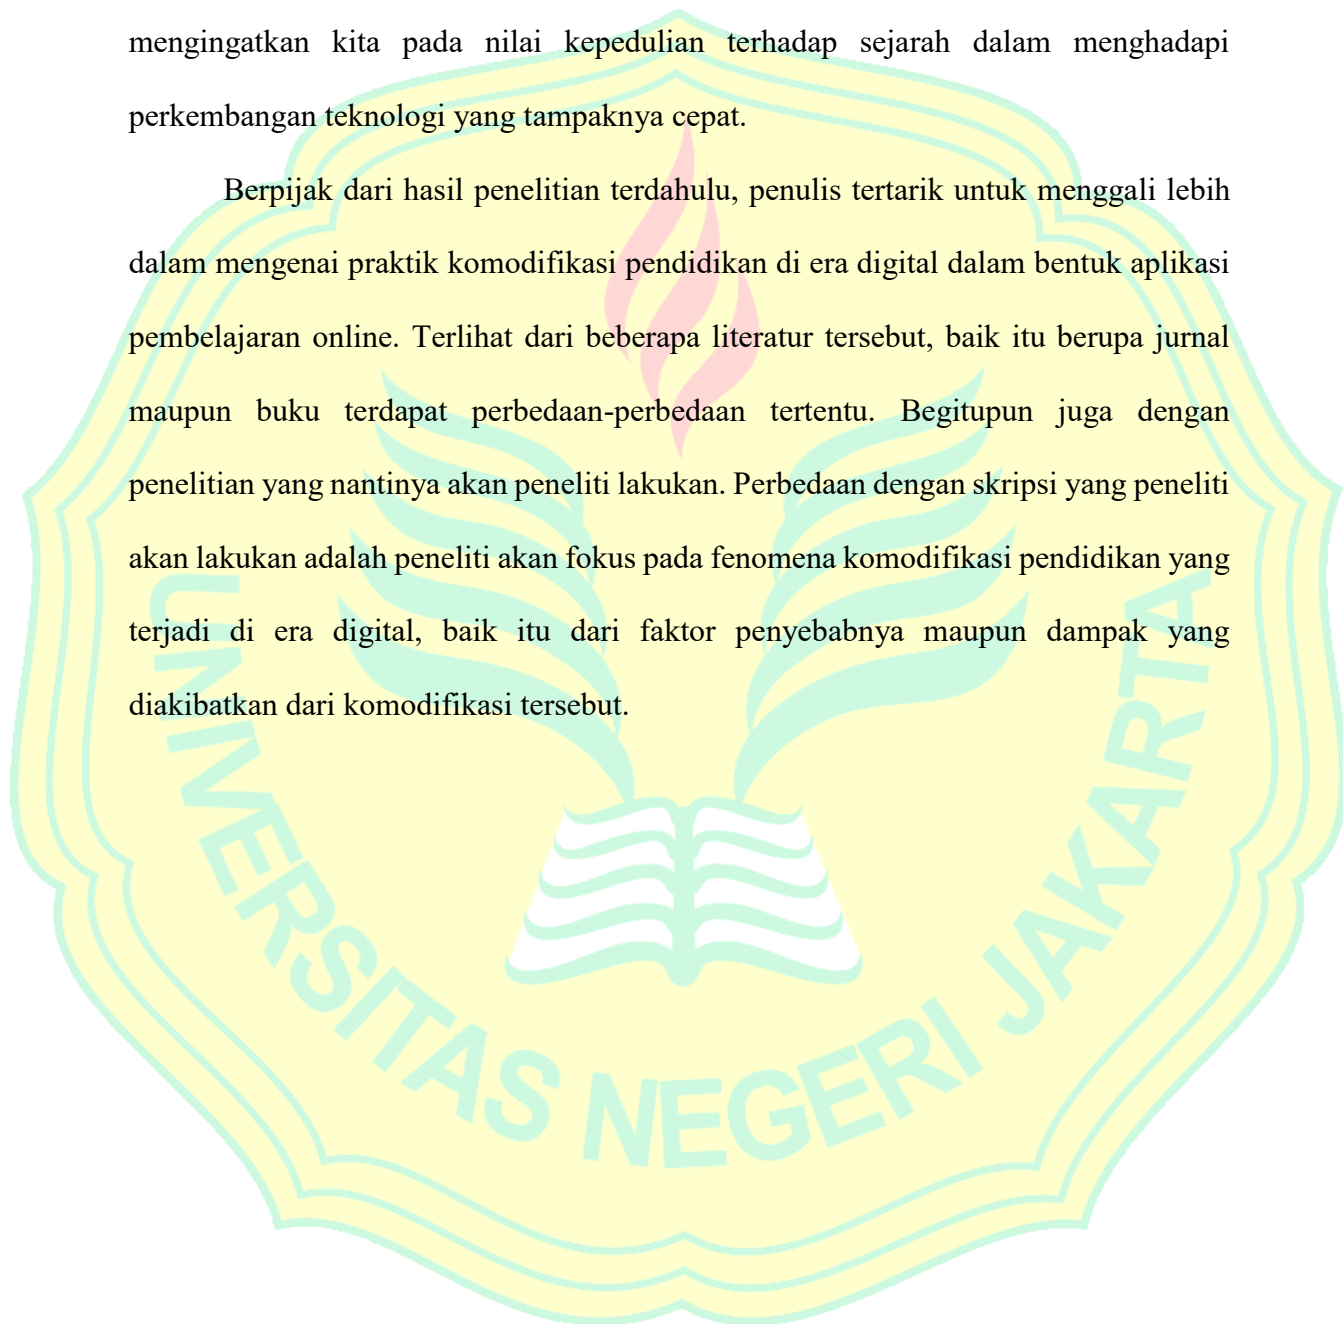 mengingatkan kita pada nilai kepedulian terhadap sejarah dalam menghadapi
perkembangan teknologi yang tampaknya cepat.
Berpijak dari hasil penelitian terdahulu, penulis tertarik untuk menggali lebih
dalam mengenai praktik komodifikasi pendidikan di era digital dalam bentuk aplikasi
pembelajaran online. Terlihat dari beberapa literatur tersebut, baik itu berupa jurnal
maupun buku terdapat perbedaan-perbedaan tertentu. Begitupun juga dengan
penelitian yang nantinya akan peneliti lakukan. Perbedaan dengan skripsi yang peneliti
akan lakukan adalah peneliti akan fokus pada fenomena komodifikasi pendidikan yang
terjadi di era digital, baik itu dari faktor penyebabnya maupun dampak yang
diakibatkan dari komodifikasi tersebut.
UNIVERSITAS NEGERI JAKARTA